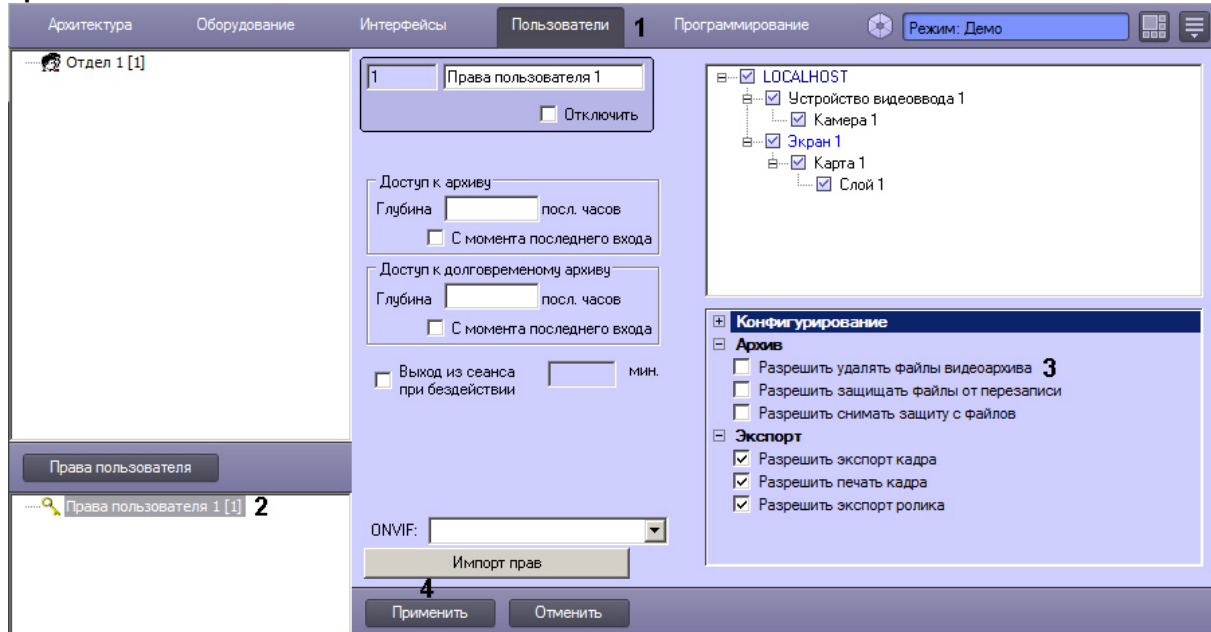 Архитектура Оборудование Интерфейсы Пользователи 1 Программирование Режим: Демо
Отдел 1 [1]
1 Права пользователя 1
Отключить
Доступ к архиву
Глубина посл. часов
С момента последнего входа
Доступ к долговременому архиву
Глубина посл. часов
С момента последнего входа
Выход из сеанса
при бездействии
мин.
LOCALHOST
Устройство видеоввода 1
Камера 1
Экран 1
Карта 1
Слой 1
Конфигурирование
Архив
Разрешить удалять файлы видеоархива 3
Разрешить защищать файлы от перезаписи
Разрешить снимать защиту с файлов
Экспорт
Разрешить экспорт кадра
Разрешить печать кадра
Разрешить экспорт ролика
Права пользователя
Права пользователя 1 [1] 2
ONVIF:
Импорт прав
4
Применить Отменить